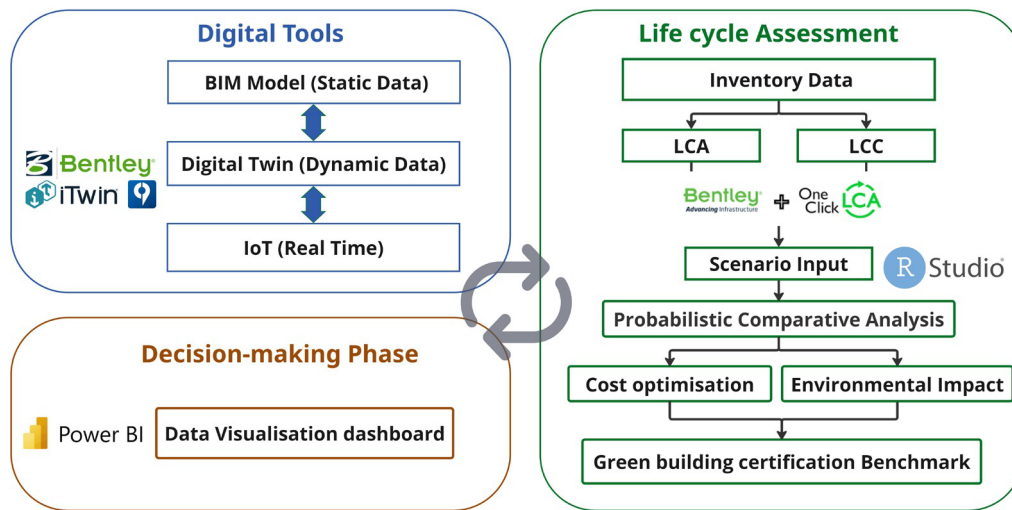 Digital Tools
BIM Model (Static Data)
Digital Twin (Dynamic Data)
Bentley®
iTwin
IoT (Real Time)
Decision-making Phase
Power BI
Data Visualisation dashboard
Life cycle Assessment
Inventory Data
LCA
LCC
Bentley®
Advancing Infrastructure
One
Click
LCA
Scenario Input
R Studio®
Probabilistic Comparative Analysis
Cost optimisation
Environmental Impact
Green building certification Benchmark